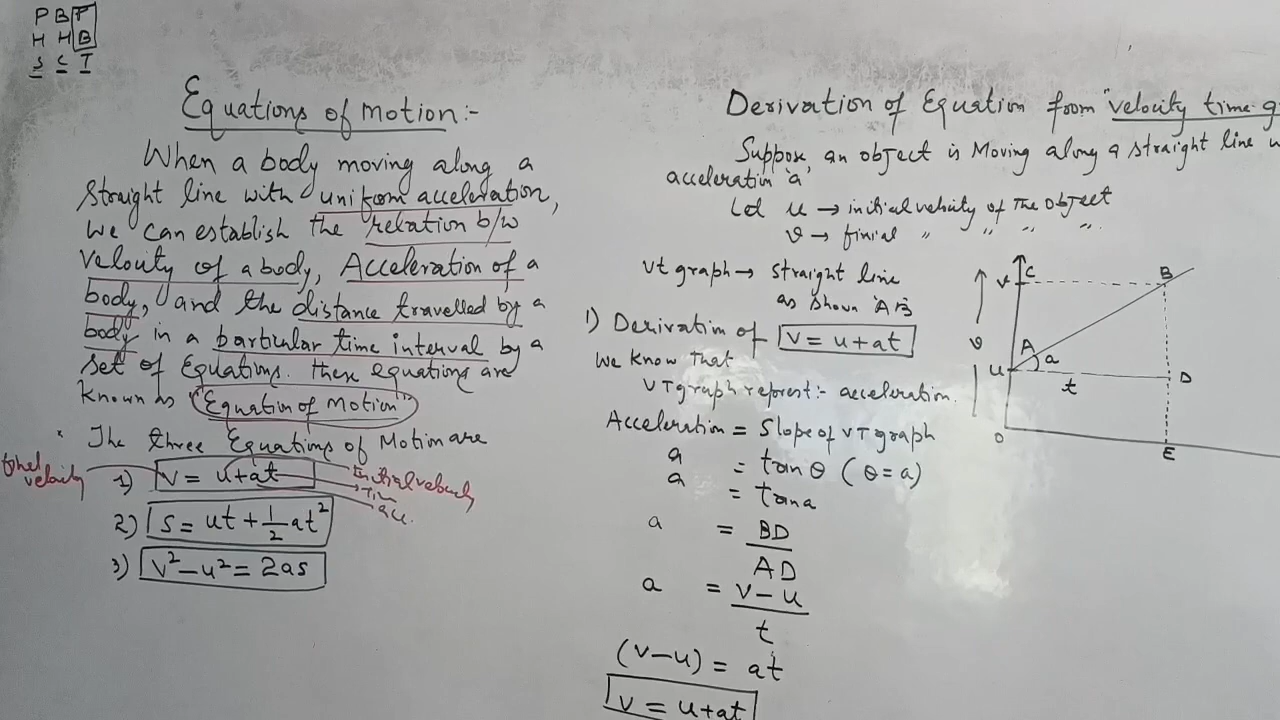 P B P
H H B
S C T
Equations of Motion:-
When a body moving along a
straight line with uniform acceleration,
we can establish the relation b/w
velouity of a body, Acceleration of a
body, and the distance travelled by a
body in a particular time interval by a
set of Equations. these equations are
known as "Equation of Motion"
The three Equations of Motion are
final velocity
1) v = u+at
Initial velocity
Time
acc.
2) s = ut + 1/2 at²
3) v² - u² = 2as
Derivation of Equation from "velocity time g
Suppose an object is Moving along a straight line
acceleration 'a'
Let u → initial velocity of the object
v → finial " " " "
vt graph → straight line
as shown AB
1) Derivation of v = u+at
We know that
VT graph represt:- acceleration.
Acceleration = Slope of VT graph
a = tan θ (θ = a)
a = tan a
a = BD / AD
a = v - u / t
(v-u) = at
v = u+at
v C B
v A a
u t D
O E